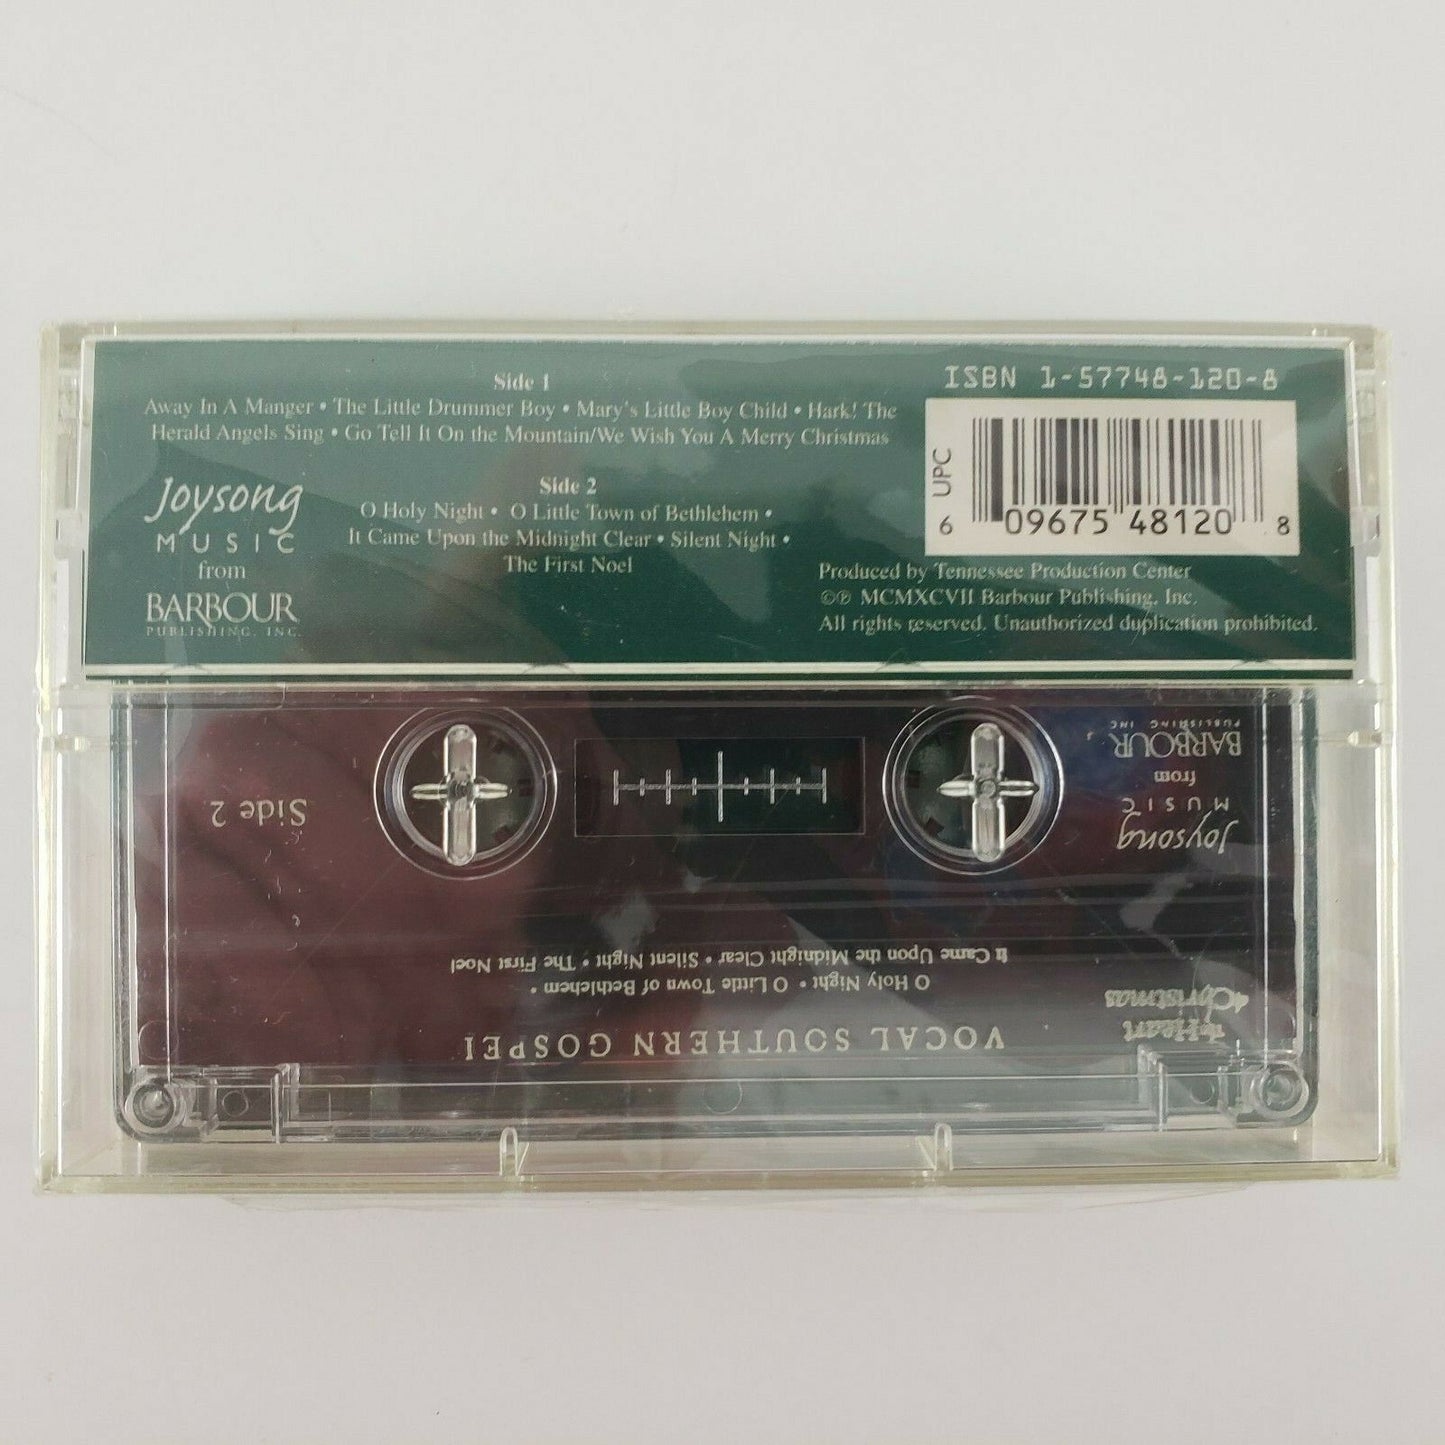 Side 1
Away In A Manger • The Little Drummer Boy • Mary's Little Boy Child • Hark! The
Herald Angels Sing • Go Tell It On the Mountain/We Wish You A Merry Christmas
Side 2
O Holy Night • O Little Town of Bethlehem •
It Came Upon the Midnight Clear • Silent Night •
The First Noel
Joysong
MUSIC
from
BARBOUR
PUBLISHING, INC.
ISBN 1-57748-120-8
UPC
6 09675 48120 8
Produced by Tennessee Production Center
©℗ MCMXCVII Barbour Publishing, Inc.
All rights reserved. Unauthorized duplication prohibited.
The Heart
of Christmas
VOCAL SOUTHERN GOSPEL
O Holy Night • O Little Town of Bethlehem •
It Came Upon the Midnight Clear • Silent Night • The First Noel
Joysong
MUSIC
from
BARBOUR
PUBLISHING, INC
Side 2